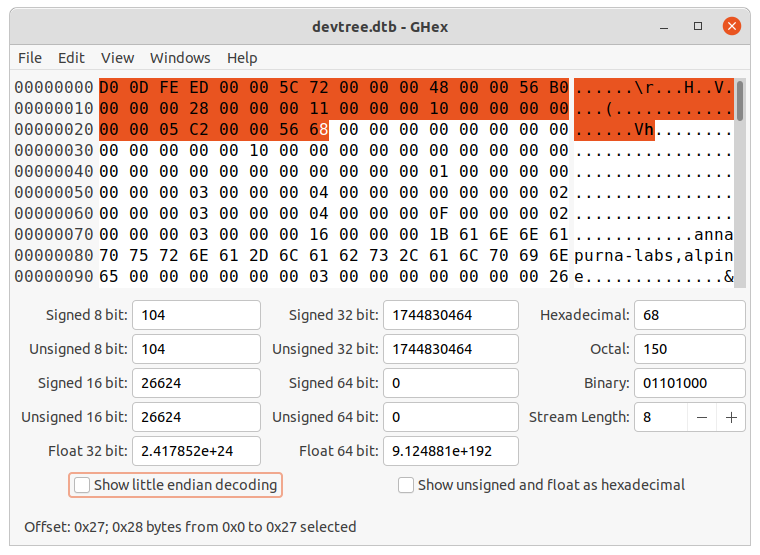 devtree.dtb - GHex
File Edit View Windows Help
00000000 D0 0D FE ED 00 00 5C 72 00 00 00 48 00 00 56 B0 ......\r...H..V.
00000010 00 00 00 28 00 00 00 11 00 00 00 10 00 00 00 00 ...(............
00000020 00 00 05 C2 00 00 56 68 00 00 00 00 00 00 00 00 ......Vh........
00000030 00 00 00 00 00 10 00 00 00 00 00 00 00 00 00 00 ................
00000040 00 00 00 00 00 00 00 00 00 00 00 01 00 00 00 00 ................
00000050 00 00 00 03 00 00 00 04 00 00 00 00 00 00 00 02 ................
00000060 00 00 00 03 00 00 00 04 00 00 00 0F 00 00 00 02 ................
00000070 00 00 00 03 00 00 00 16 00 00 00 1B 61 6E 6E 61 ............anna
00000080 70 75 72 6E 61 2D 6C 61 62 73 2C 61 6C 70 69 6E purna-labs,alpin
00000090 65 00 00 00 00 00 00 03 00 00 00 00 00 00 00 26 e..............&
Signed 8 bit: 104 Signed 32 bit: 1744830464 Hexadecimal: 68
Unsigned 8 bit: 104 Unsigned 32 bit: 1744830464 Octal: 150
Signed 16 bit: 26624 Signed 64 bit: 0 Binary: 01101000
Unsigned 16 bit: 26624 Unsigned 64 bit: 0 Stream Length: 8
Float 32 bit: 2.417852e+24 Float 64 bit: 9.124881e+192
Show little endian decoding Show unsigned and float as hexadecimal
Offset: 0x27; 0x28 bytes from 0x0 to 0x27 selected